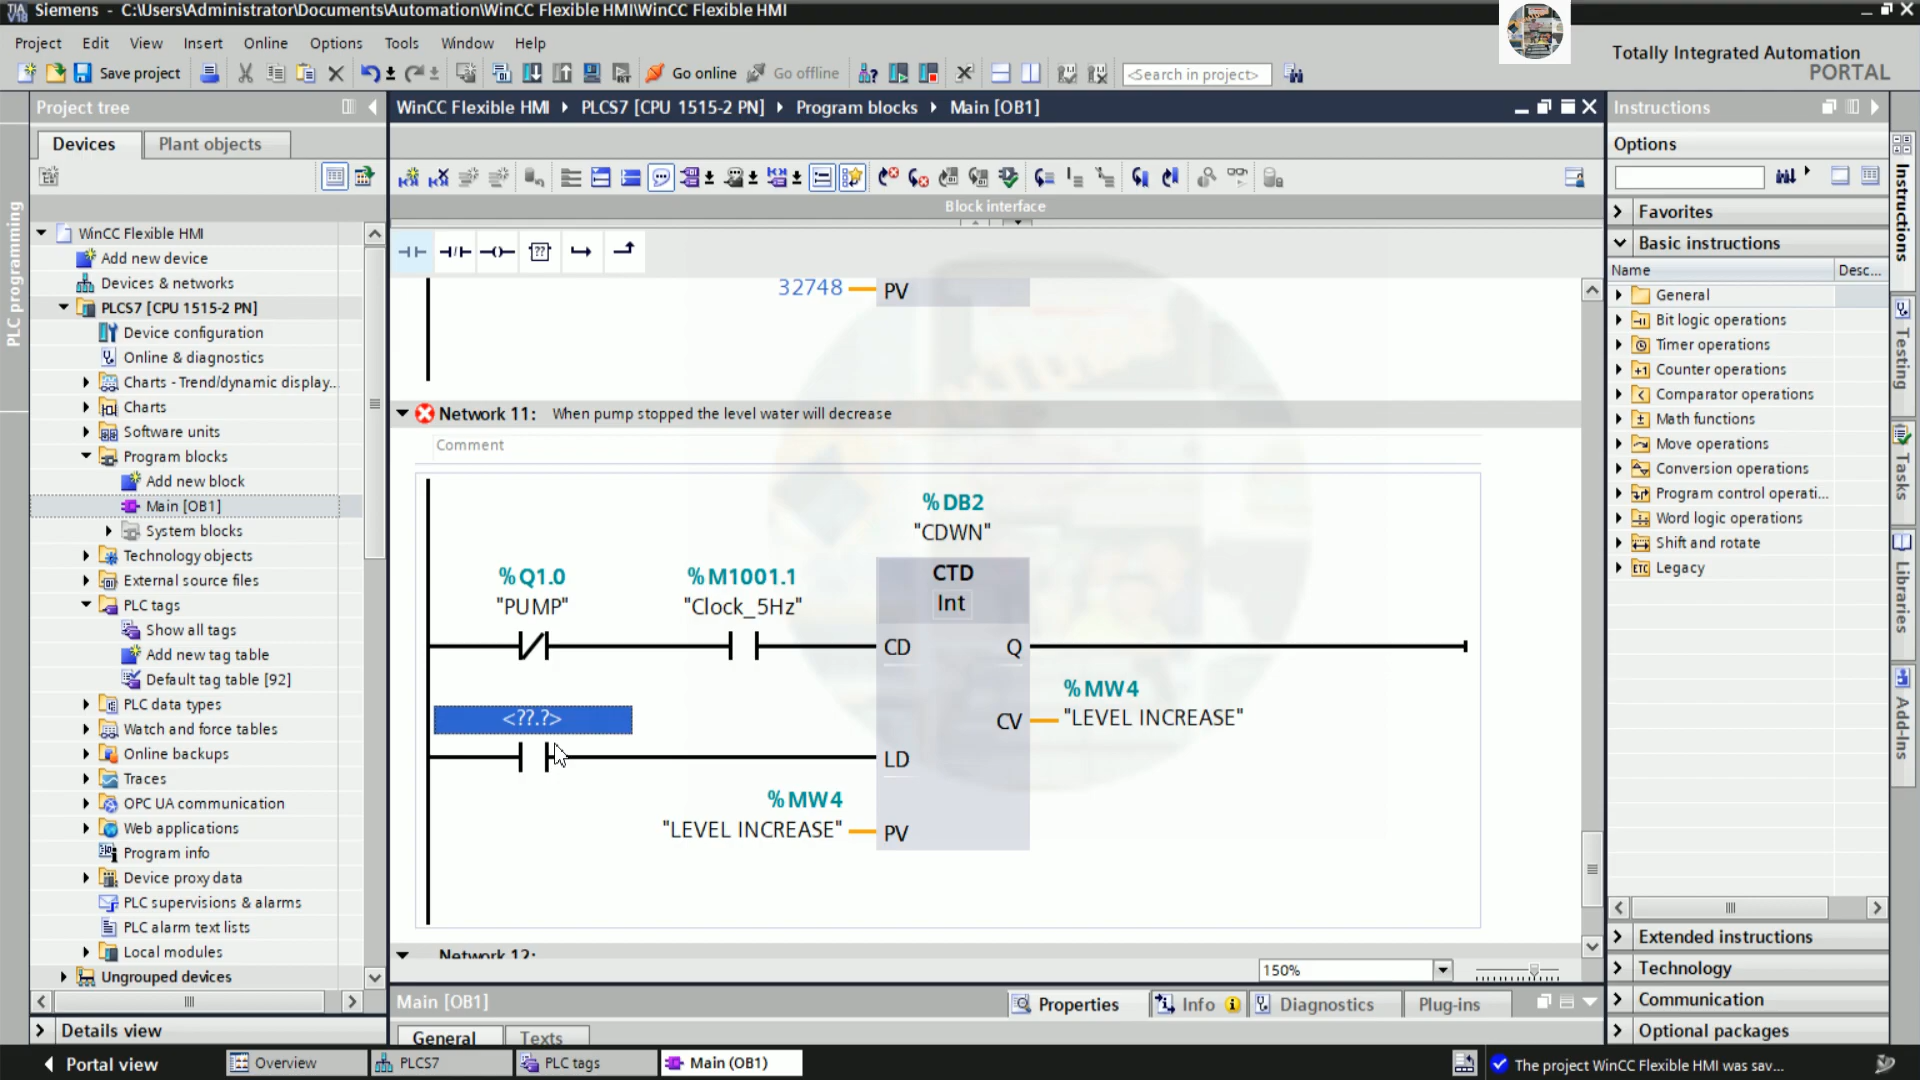 Siemens - C:\Users\Administrator\Documents\Automation\WinCC Flexible HMI\WinCC Flexible HMI
Project Edit View Insert Online Options Tools Window Help
Totally Integrated Automation
PORTAL
Save project
Go online
Go offline
<Search in project>
Project tree
WinCC Flexible HMI
PLCS7 [CPU 1515-2 PN]
Program blocks
Main [OB1]
Instructions
Devices
Plant objects
Options
Block interface
PLC programming
WinCC Flexible HMI
Add new device
Devices & networks
PLCS7 [CPU 1515-2 PN]
Device configuration
Online & diagnostics
Charts - Trend/dynamic display...
Charts
Software units
Program blocks
Add new block
Main [OB1]
System blocks
Technology objects
External source files
PLC tags
Show all tags
Add new tag table
Default tag table [92]
PLC data types
Watch and force tables
Online backups
Traces
OPC UA communication
Web applications
Program info
Device proxy data
PLC supervisions & alarms
PLC alarm text lists
Local modules
Ungrouped devices
Details view
32748
PV
Network 11: When pump stopped the level water will decrease
Comment
%DB2
"CDWN"
CTD
Int
%Q1.0
"PUMP"
%M1001.1
"Clock_5Hz"
CD
Q
<??.?>
%MW4
CV
"LEVEL INCREASE"
LD
%MW4
"LEVEL INCREASE"
PV
Network 12:
150%
Main [OB1]
Properties
Info
Diagnostics
Plug-ins
General
Texts
Favorites
Basic instructions
Name
Desc...
General
Bit logic operations
Timer operations
Counter operations
Comparator operations
Math functions
Move operations
Conversion operations
Program control operati...
Word logic operations
Shift and rotate
Legacy
Extended instructions
Technology
Communication
Optional packages
Instructions
Testing
Tasks
Libraries
Add-Ins
Portal view
Overview
PLCS7
PLC tags
Main (OB1)
The project WinCC Flexible HMI was sav...